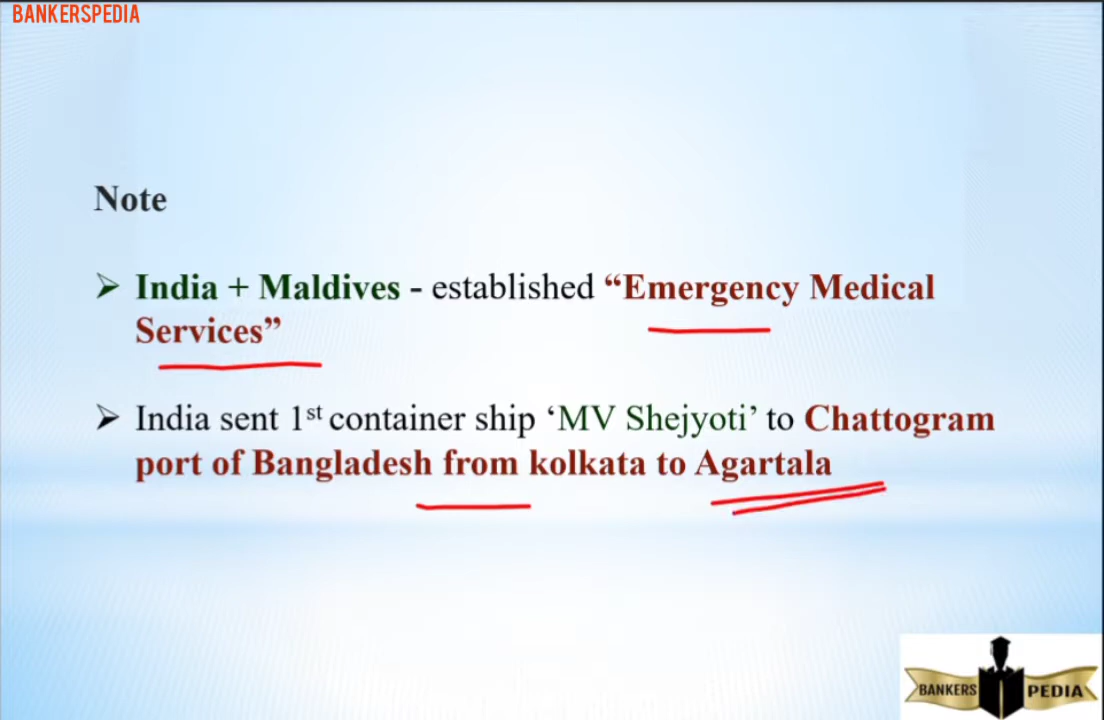 BANKERSPEDIA
Note
➢ India + Maldives - established “Emergency Medical
Services”
➢ India sent 1st container ship ‘MV Shejyoti’ to Chattogram
port of Bangladesh from kolkata to Agartala
BANKERS PEDIA